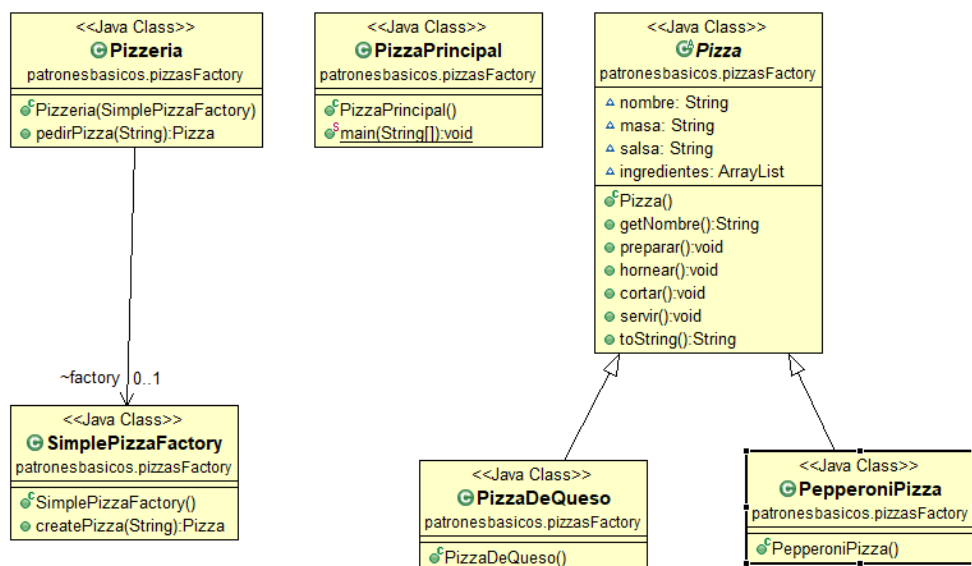 <<Java Class>>
Pizzeria
patronesbasicos.pizzasFactory
Pizzeria(SimplePizzaFactory)
pedirPizza(String):Pizza
<<Java Class>>
PizzaPrincipal
patronesbasicos.pizzasFactory
PizzaPrincipal()
main(String[]):void
<<Java Class>>
Pizza
patronesbasicos.pizzasFactory
nombre: String
masa: String
salsa: String
ingredientes: ArrayList
Pizza()
getNombre():String
preparar():void
hornear():void
cortar():void
servir():void
toString():String
~factory 0..1
<<Java Class>>
SimplePizzaFactory
patronesbasicos.pizzasFactory
SimplePizzaFactory()
createPizza(String):Pizza
<<Java Class>>
PizzaDeQueso
patronesbasicos.pizzasFactory
PizzaDeQueso()
<<Java Class>>
PepperoniPizza
patronesbasicos.pizzasFactory
PepperoniPizza()